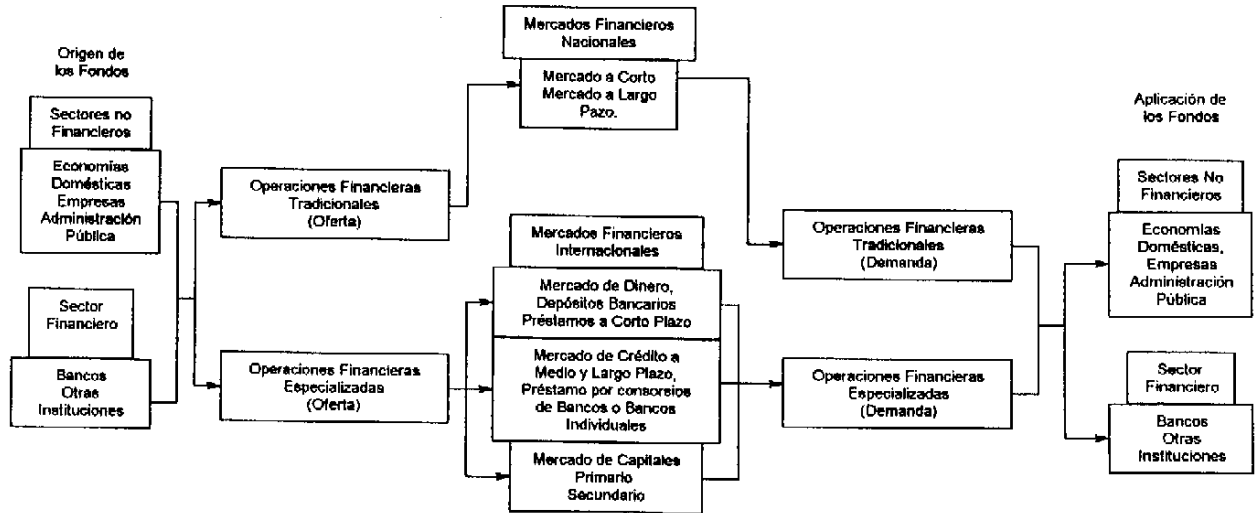 Origen de
los Fondos
Sectores no
Financieros
Economías
Domésticas
Empresas
Administración
Pública
Sector
Financiero
Bancos
Otras
Instituciones
Operaciones Financieras
Tradicionales
(Oferta)
Operaciones Financieras
Especializadas
(Oferta)
Mercados Financieros
Nacionales
Mercado a Corto
Mercado a Largo
Pazo.
Mercados Financieros
Internacionales
Mercado de Dinero,
Depósitos Bancarios
Préstamos a Corto Plazo
Mercado de Crédito a
Medio y Largo Plazo,
Préstamo por consorsios
de Bancos o Bancos
Individuales
Mercado de Capitales
Primario
Secundario
Operaciones Financieras
Tradicionales
(Demanda)
Operaciones Financieras
Especializadas
(Demanda)
Aplicación de
los Fondos
Sectores No
Financieros
Economías
Domésticas,
Empresas
Administración
Pública
Sector
Financiero
Bancos
Otras
Instituciones